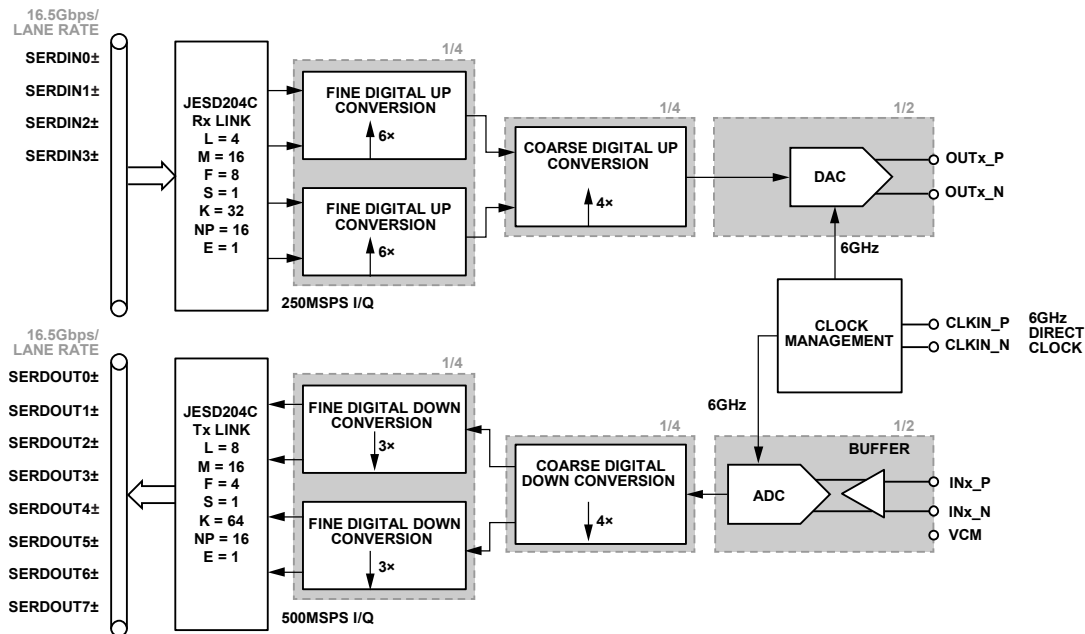 16.5Gbps/
LANE RATE
SERDIN0±
SERDIN1±
SERDIN2±
SERDIN3±
JESD204C
Rx LINK
L = 4
M = 16
F = 8
S = 1
K = 32
NP = 16
E = 1
1/4
FINE DIGITAL UP
CONVERSION
6×
FINE DIGITAL UP
CONVERSION
6×
250MSPS I/Q
1/4
COARSE DIGITAL UP
CONVERSION
4×
1/2
DAC
OUTx_P
OUTx_N
6GHz
CLOCK
MANAGEMENT
CLKIN_P
CLKIN_N
6GHz
DIRECT
CLOCK
16.5Gbps/
LANE RATE
SERDOUT0±
SERDOUT1±
SERDOUT2±
SERDOUT3±
SERDOUT4±
SERDOUT5±
SERDOUT6±
SERDOUT7±
JESD204C
Tx LINK
L = 8
M = 16
F = 4
S = 1
K = 64
NP = 16
E = 1
1/4
FINE DIGITAL DOWN
CONVERSION
3×
FINE DIGITAL DOWN
CONVERSION
3×
500MSPS I/Q
1/4
COARSE DIGITAL
DOWN CONVERSION
4×
6GHz
1/2
BUFFER
ADC
INx_P
INx_N
VCM